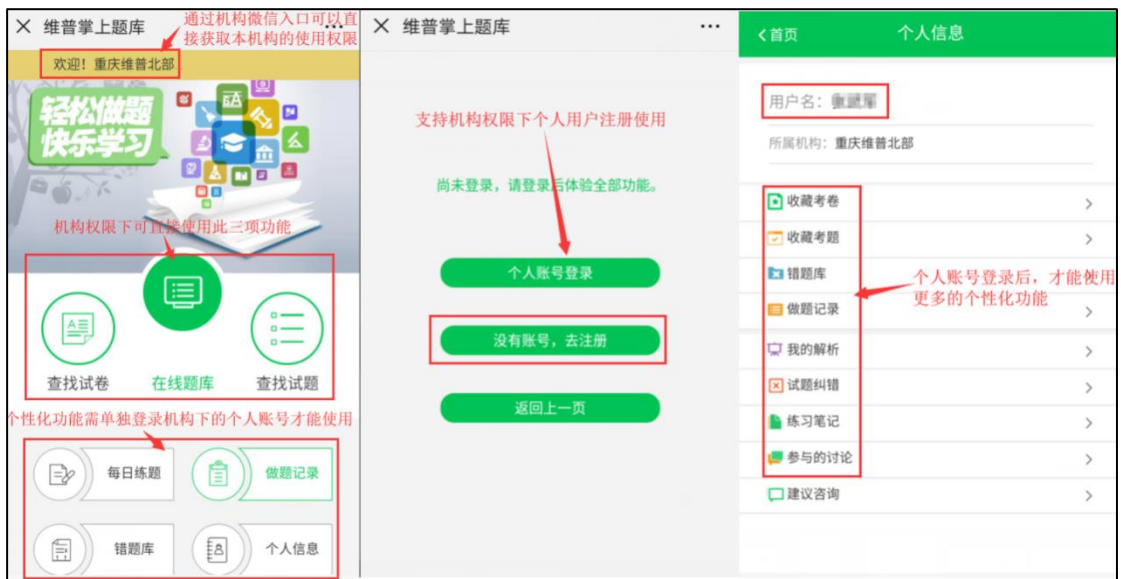 维普掌上题库
通过机构微信入口可以直
接获取本机构的使用权限
欢迎！重庆维普北部
轻松做题
快乐学习
机构权限下可直接使用此三项功能
查找试卷
在线题库
查找试题
个性化功能需单独登录机构下的个人账号才能使用
每日练题
做题记录
错题库
个人信息
维普掌上题库
支持机构权限下个人用户注册使用
尚未登录，请登录后体验全部功能。
个人账号登录
没有账号，去注册
返回上一页
首页
个人信息
用户名：
所属机构：重庆维普北部
收藏考卷
收藏考题
错题库
做题记录
个人账号登录后，才能使用
更多的个性化功能
我的解析
试题纠错
练习笔记
参与的讨论
建议咨询